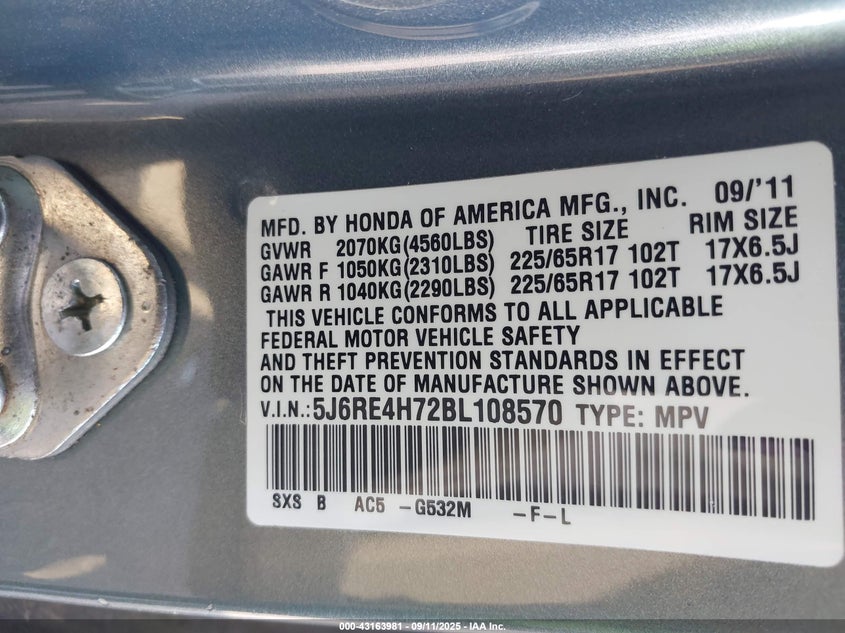 MFD. BY HONDA OF AMERICA MFG., INC. 09/'11
GVWR 2070KG(4560LBS) TIRE SIZE RIM SIZE
GAWR F 1050KG(2310LBS) 225/65R17 102T 17X6.5J
GAWR R 1040KG(2290LBS) 225/65R17 102T 17X6.5J
THIS VEHICLE CONFORMS TO ALL APPLICABLE
FEDERAL MOTOR VEHICLE SAFETY
AND THEFT PREVENTION STANDARDS IN EFFECT
ON THE DATE OF MANUFACTURE SHOWN ABOVE.
V.I.N.:5J6RE4H72BL108570 TYPE: MPV
SXS B AC5 -G532M -F-L
000-43163981 - 09/11/2025 - IAA Inc.